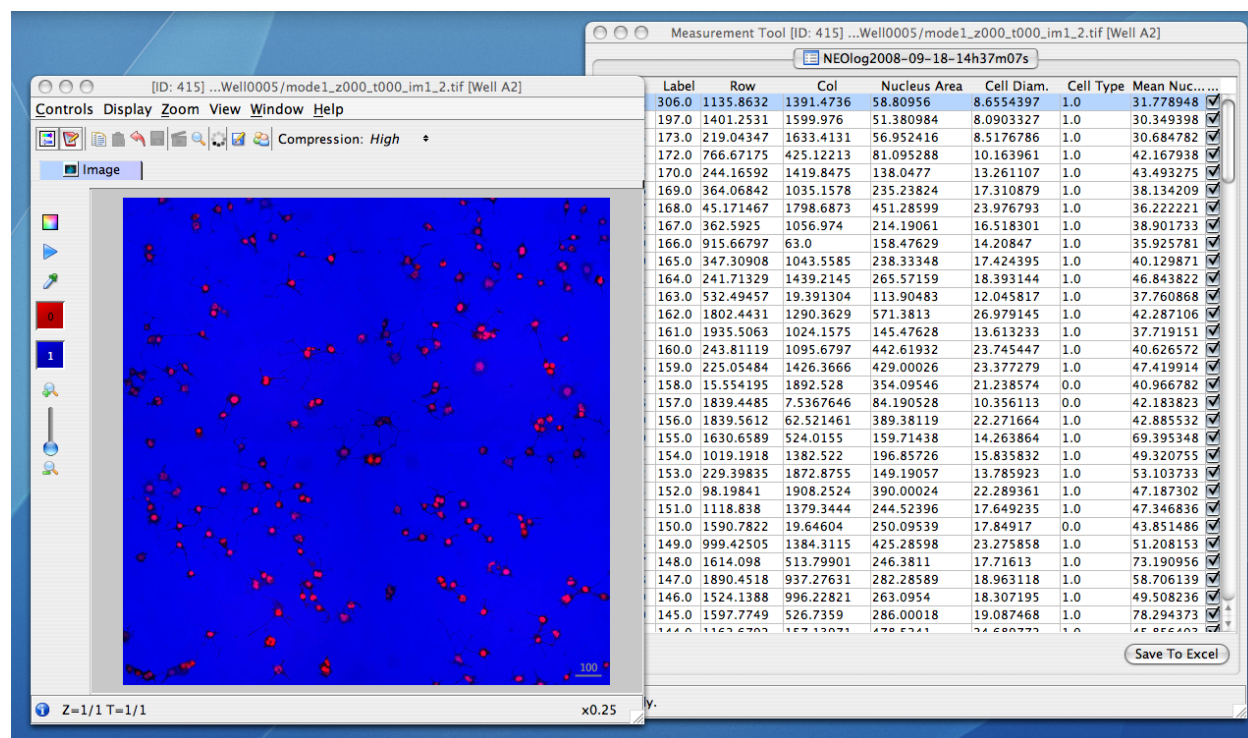 Measurement Tool [ID: 415] ...Well0005/mode1_z000_t000_im1_2.tif [Well A2]
NEOlog2008-09-18-14h37m07s
[ID: 415] ...Well0005/mode1_z000_t000_im1_2.tif [Well A2]
Controls Display Zoom View Window Help
Compression: High
Image
0
1
100
Z=1/1 T=1/1 x0.25
Label Row Col Nucleus Area Cell Diam. Cell Type Mean Nuc... ...
306.0 1135.8632 1391.4736 58.80956 8.6554397 1.0 31.778948
197.0 1401.2531 1599.976 51.380984 8.0903327 1.0 30.349398
173.0 219.04347 1633.4131 56.952416 8.5176786 1.0 30.684782
172.0 766.67175 425.12213 81.095288 10.163961 1.0 42.167938
170.0 244.16592 1419.8475 138.0477 13.261107 1.0 43.493275
169.0 364.06842 1035.1578 235.23824 17.310879 1.0 38.134209
168.0 45.171467 1798.6873 451.28599 23.976793 1.0 36.222221
167.0 362.5925 1056.974 214.19061 16.518301 1.0 38.901733
166.0 915.66797 63.0 158.47629 14.20847 1.0 35.925781
165.0 347.30908 1043.5585 238.33348 17.424395 1.0 40.129871
164.0 241.71329 1439.2145 265.57159 18.393144 1.0 46.843822
163.0 532.49457 19.391304 113.90483 12.045817 1.0 37.760868
162.0 1802.4431 1290.3629 571.3813 26.979145 1.0 42.287106
161.0 1935.5063 1024.1575 145.47628 13.613233 1.0 37.719151
160.0 243.81119 1095.6797 442.61932 23.745447 1.0 40.626572
159.0 225.05484 1426.3666 429.00026 23.377279 1.0 47.419914
158.0 15.554195 1892.528 354.09546 21.238574 0.0 40.966782
157.0 1839.4485 7.5367646 84.190528 10.356113 0.0 42.183823
156.0 1839.5612 62.521461 389.38119 22.271664 1.0 42.885532
155.0 1630.6589 524.0155 159.71438 14.263864 1.0 69.395348
154.0 1019.1918 1382.522 196.85726 15.835832 1.0 49.320755
153.0 229.39835 1872.8755 149.19057 13.785923 1.0 53.103733
152.0 98.19841 1908.2524 390.00024 22.289361 1.0 47.187302
151.0 1118.838 1379.3444 244.52396 17.649235 1.0 47.346836
150.0 1590.7822 19.64604 250.09539 17.84917 0.0 43.851486
149.0 999.42505 1384.3115 425.28598 23.275858 1.0 51.208153
148.0 1614.098 513.79901 246.3811 17.71613 1.0 73.190956
147.0 1890.4518 937.27631 282.28589 18.963118 1.0 58.706139
146.0 1524.1388 996.22821 263.0954 18.307195 1.0 49.508236
145.0 1597.7749 526.7359 286.00018 19.087468 1.0 78.294373
Save To Excel